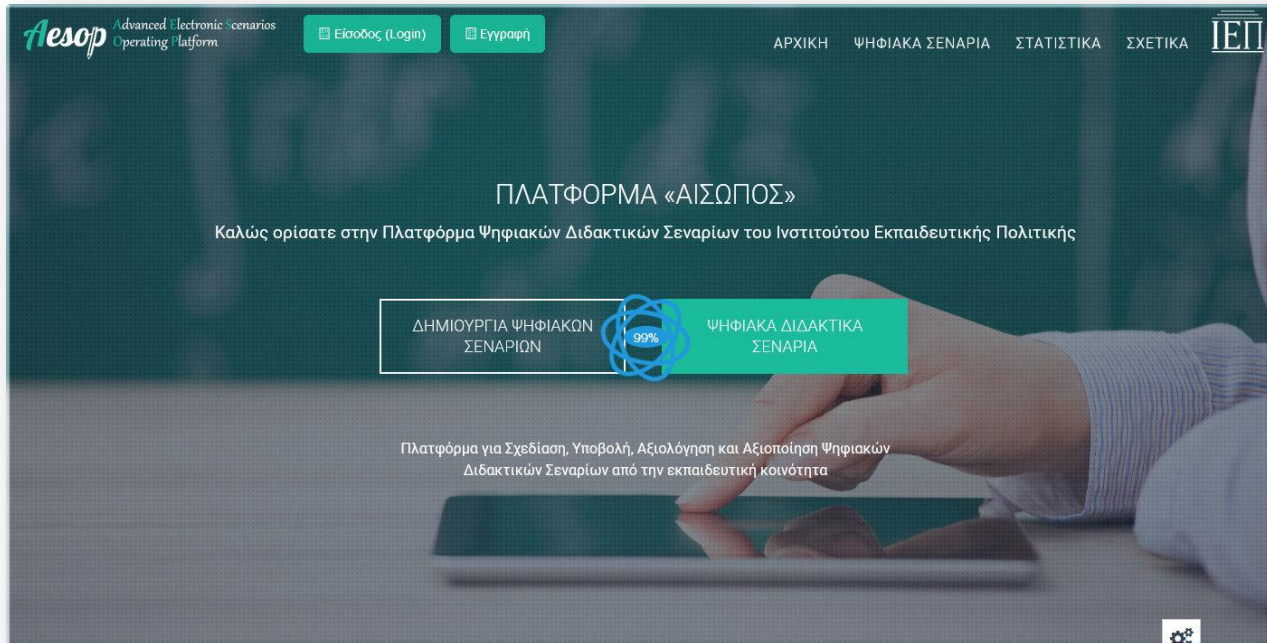 Aesop Advanced Electronic Scenarios
Operating Platform
Είσοδος (Login)
Εγγραφή
ΑΡΧΙΚΗ ΨΗΦΙΑΚΑ ΣΕΝΑΡΙΑ ΣΤΑΤΙΣΤΙΚΑ ΣΧΕΤΙΚΑ
ΙΕΠ
ΠΛΑΤΦΟΡΜΑ «ΑΙΣΩΠΟΣ»
Καλώς ορίσατε στην Πλατφόρμα Ψηφιακών Διδακτικών Σεναρίων του Ινστιτούτου Εκπαιδευτικής Πολιτικής
ΔΗΜΙΟΥΡΓΙΑ ΨΗΦΙΑΚΩΝ
ΣΕΝΑΡΙΩΝ
99%
ΨΗΦΙΑΚΑ ΔΙΔΑΚΤΙΚΑ
ΣΕΝΑΡΙΑ
Πλατφόρμα για Σχεδίαση, Υποβολή, Αξιολόγηση και Αξιοποίηση Ψηφιακών
Διδακτικών Σεναρίων από την εκπαιδευτική κοινότητα